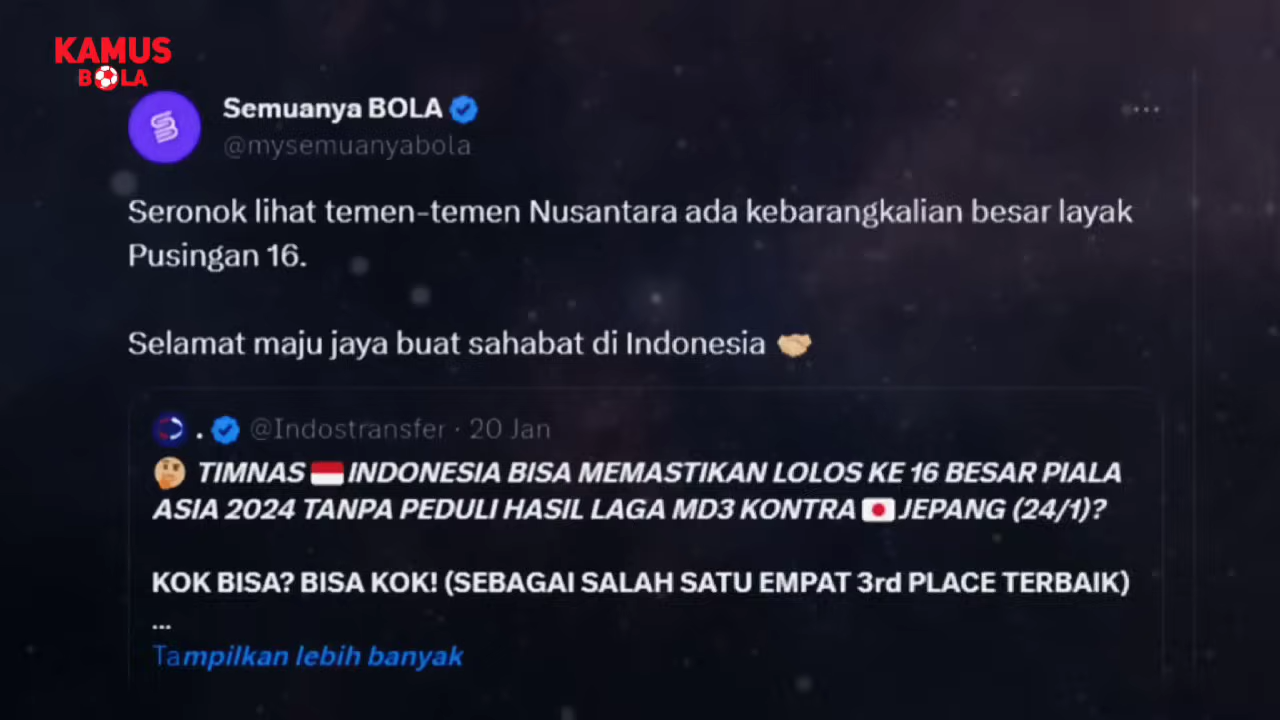 KAMUS
BOLA
Semuanya BOLA
@mysemuanyabola
Seronok lihat temen-temen Nusantara ada kebarangkalian besar layak
Pusingan 16.
Selamat maju jaya buat sahabat di Indonesia 🤝
. @Indostransfer · 20 Jan
🤔 TIMNAS 🇮🇩 INDONESIA BISA MEMASTIKAN LOLOS KE 16 BESAR PIALA
ASIA 2024 TANPA PEDULI HASIL LAGA MD3 KONTRA 🇯🇵 JEPANG (24/1)?
KOK BISA? BISA KOK! (SEBAGAI SALAH SATU EMPAT 3rd PLACE TERBAIK)
...
Tampilkan lebih banyak